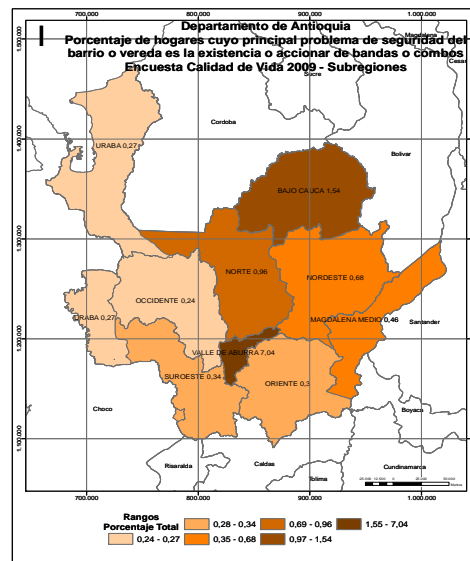 Departamento de Antioquia
Porcentaje de hogares cuyo principal problema de seguridad del
barrio o vereda es la existencia o accionar de bandas o combos
Encuesta Calidad de Vida 2009 - Subregiones
Magdalena
Cesar
Sucre
Cordoba
Bolivar
URABA 0,27
BAJO CAUCA 1,54
NORTE 0,96
NORDESTE 0,68
OCCIDENTE 0,24
URABA 0,27
MAGDALENA MEDIO 0,46
Santander
VALLE DE ABURRA 7,04
SUROESTE 0,34
ORIENTE 0,3
Choco
Boyaca
Risaralda
Caldas
Tolima
Cundinamarca
700.000 800.000 900.000 1.000.000
700.000 800.000 900.000 1.000.000
1.500.000
1.400.000
1.300.000
1.200.000
1.100.000
Rangos
Porcentaje Total
0,24 - 0,27
0,28 - 0,34
0,35 - 0,68
0,69 - 0,96
0,97 - 1,54
1,55 - 7,04